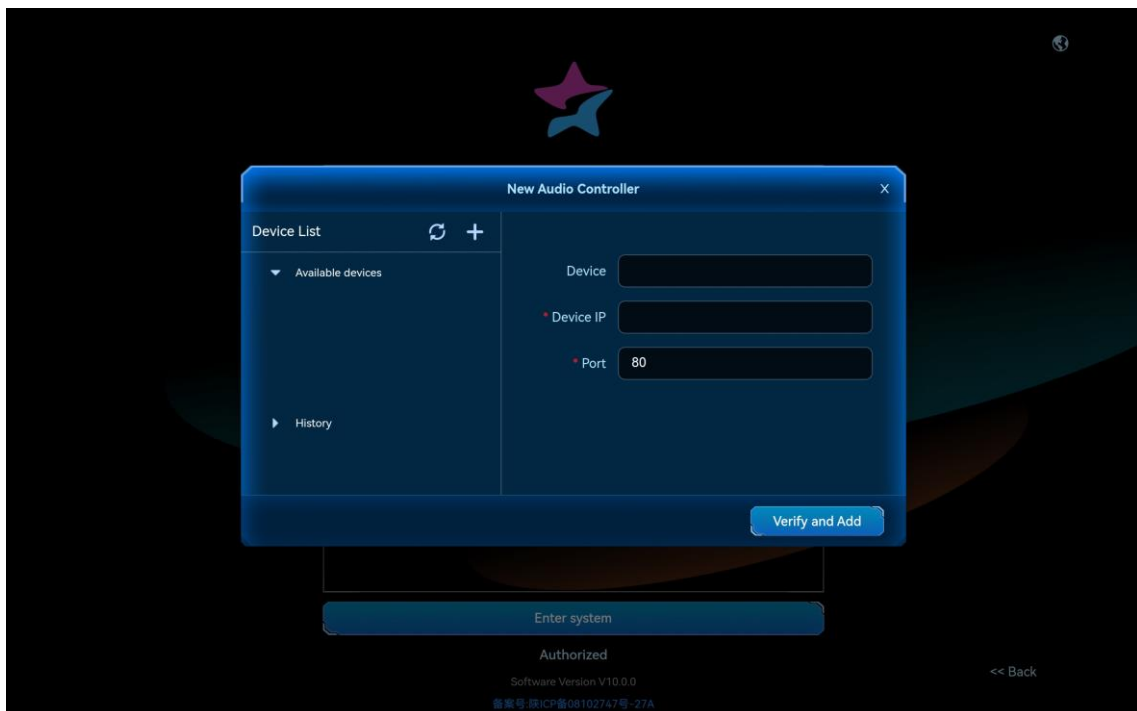 New Audio Controller X
Device List
Available devices
History
Device
* Device IP
* Port 80
Verify and Add
Enter system
Authorized
Software Version V10.0.0
备案号:陕ICP备08102747号-27A
<< Back